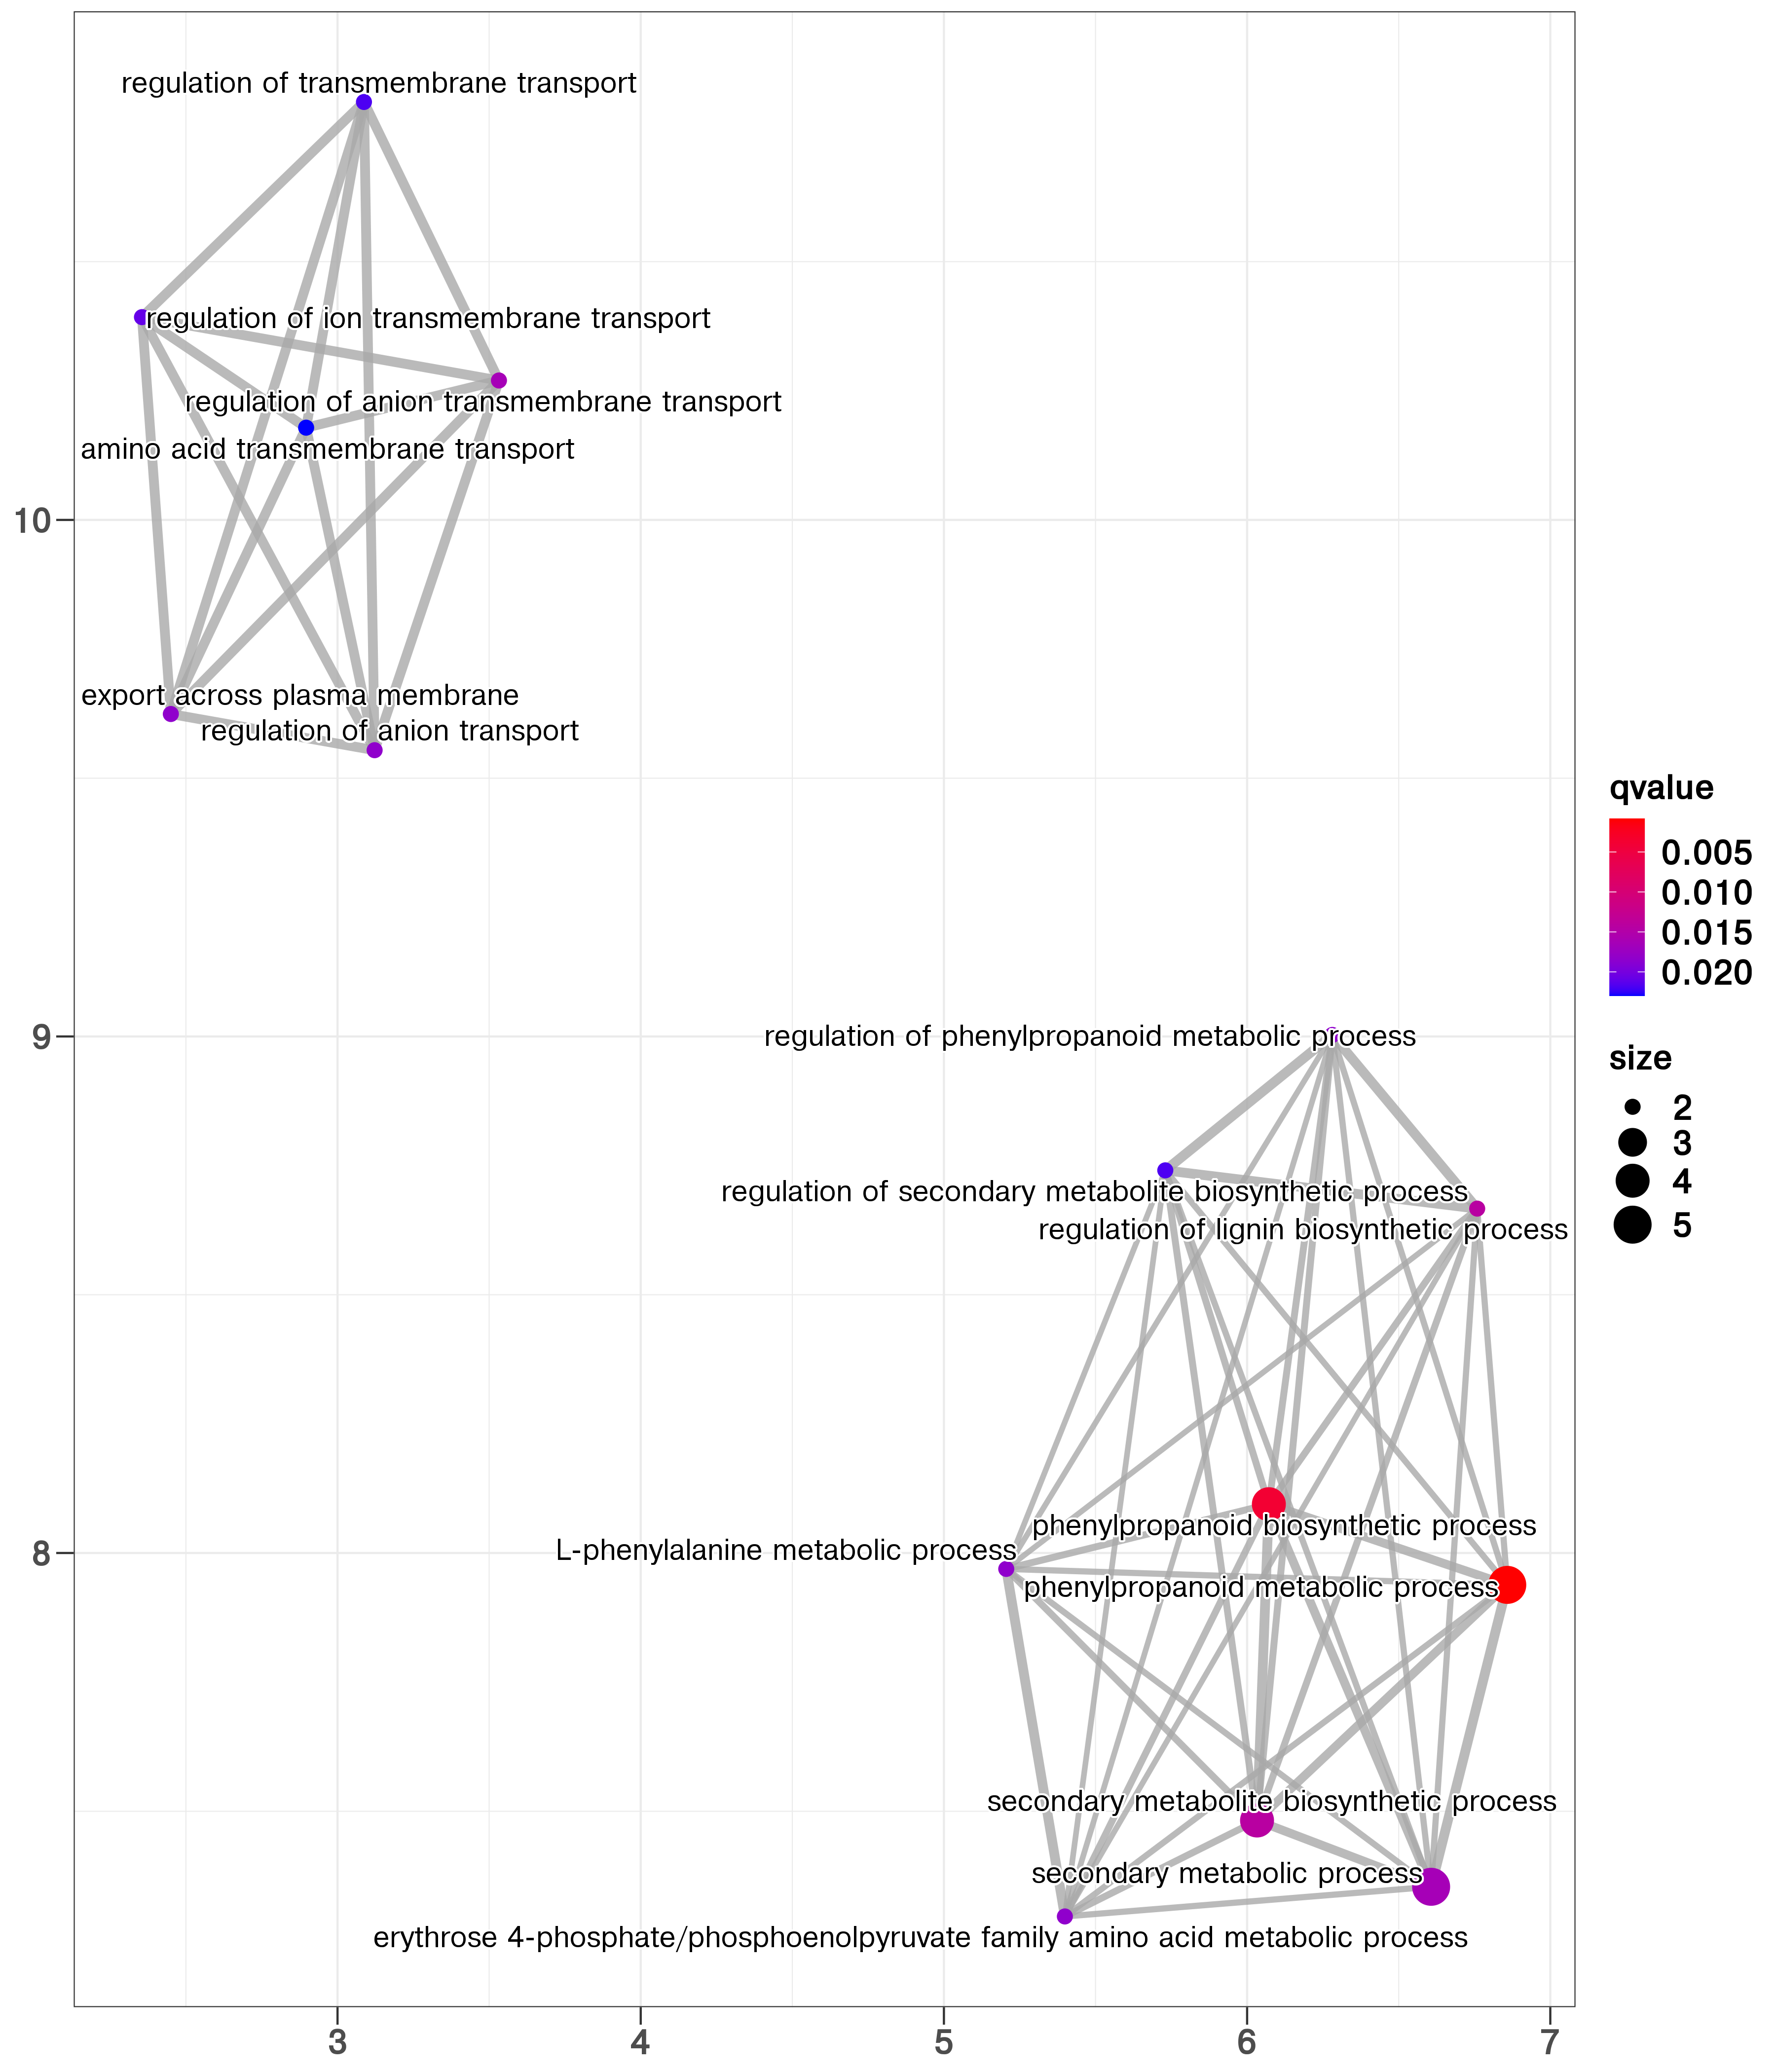 regulation of transmembrane transport
regulation of ion transmembrane transport
regulation of anion transmembrane transport
amino acid transmembrane transport
10
export across plasma membrane
regulation of anion transport
qvalue
0.005
0.010
0.015
0.020
9
regulation of phenylpropanoid metabolic process
size
2
3
4
5
regulation of secondary metabolite biosynthetic process
regulation of lignin biosynthetic process
phenylpropanoid biosynthetic process
8
L-phenylalanine metabolic process
phenylpropanoid metabolic process
secondary metabolite biosynthetic process
secondary metabolic process
erythrose 4-phosphate/phosphoenolpyruvate family amino acid metabolic process
3 4 5 6 7